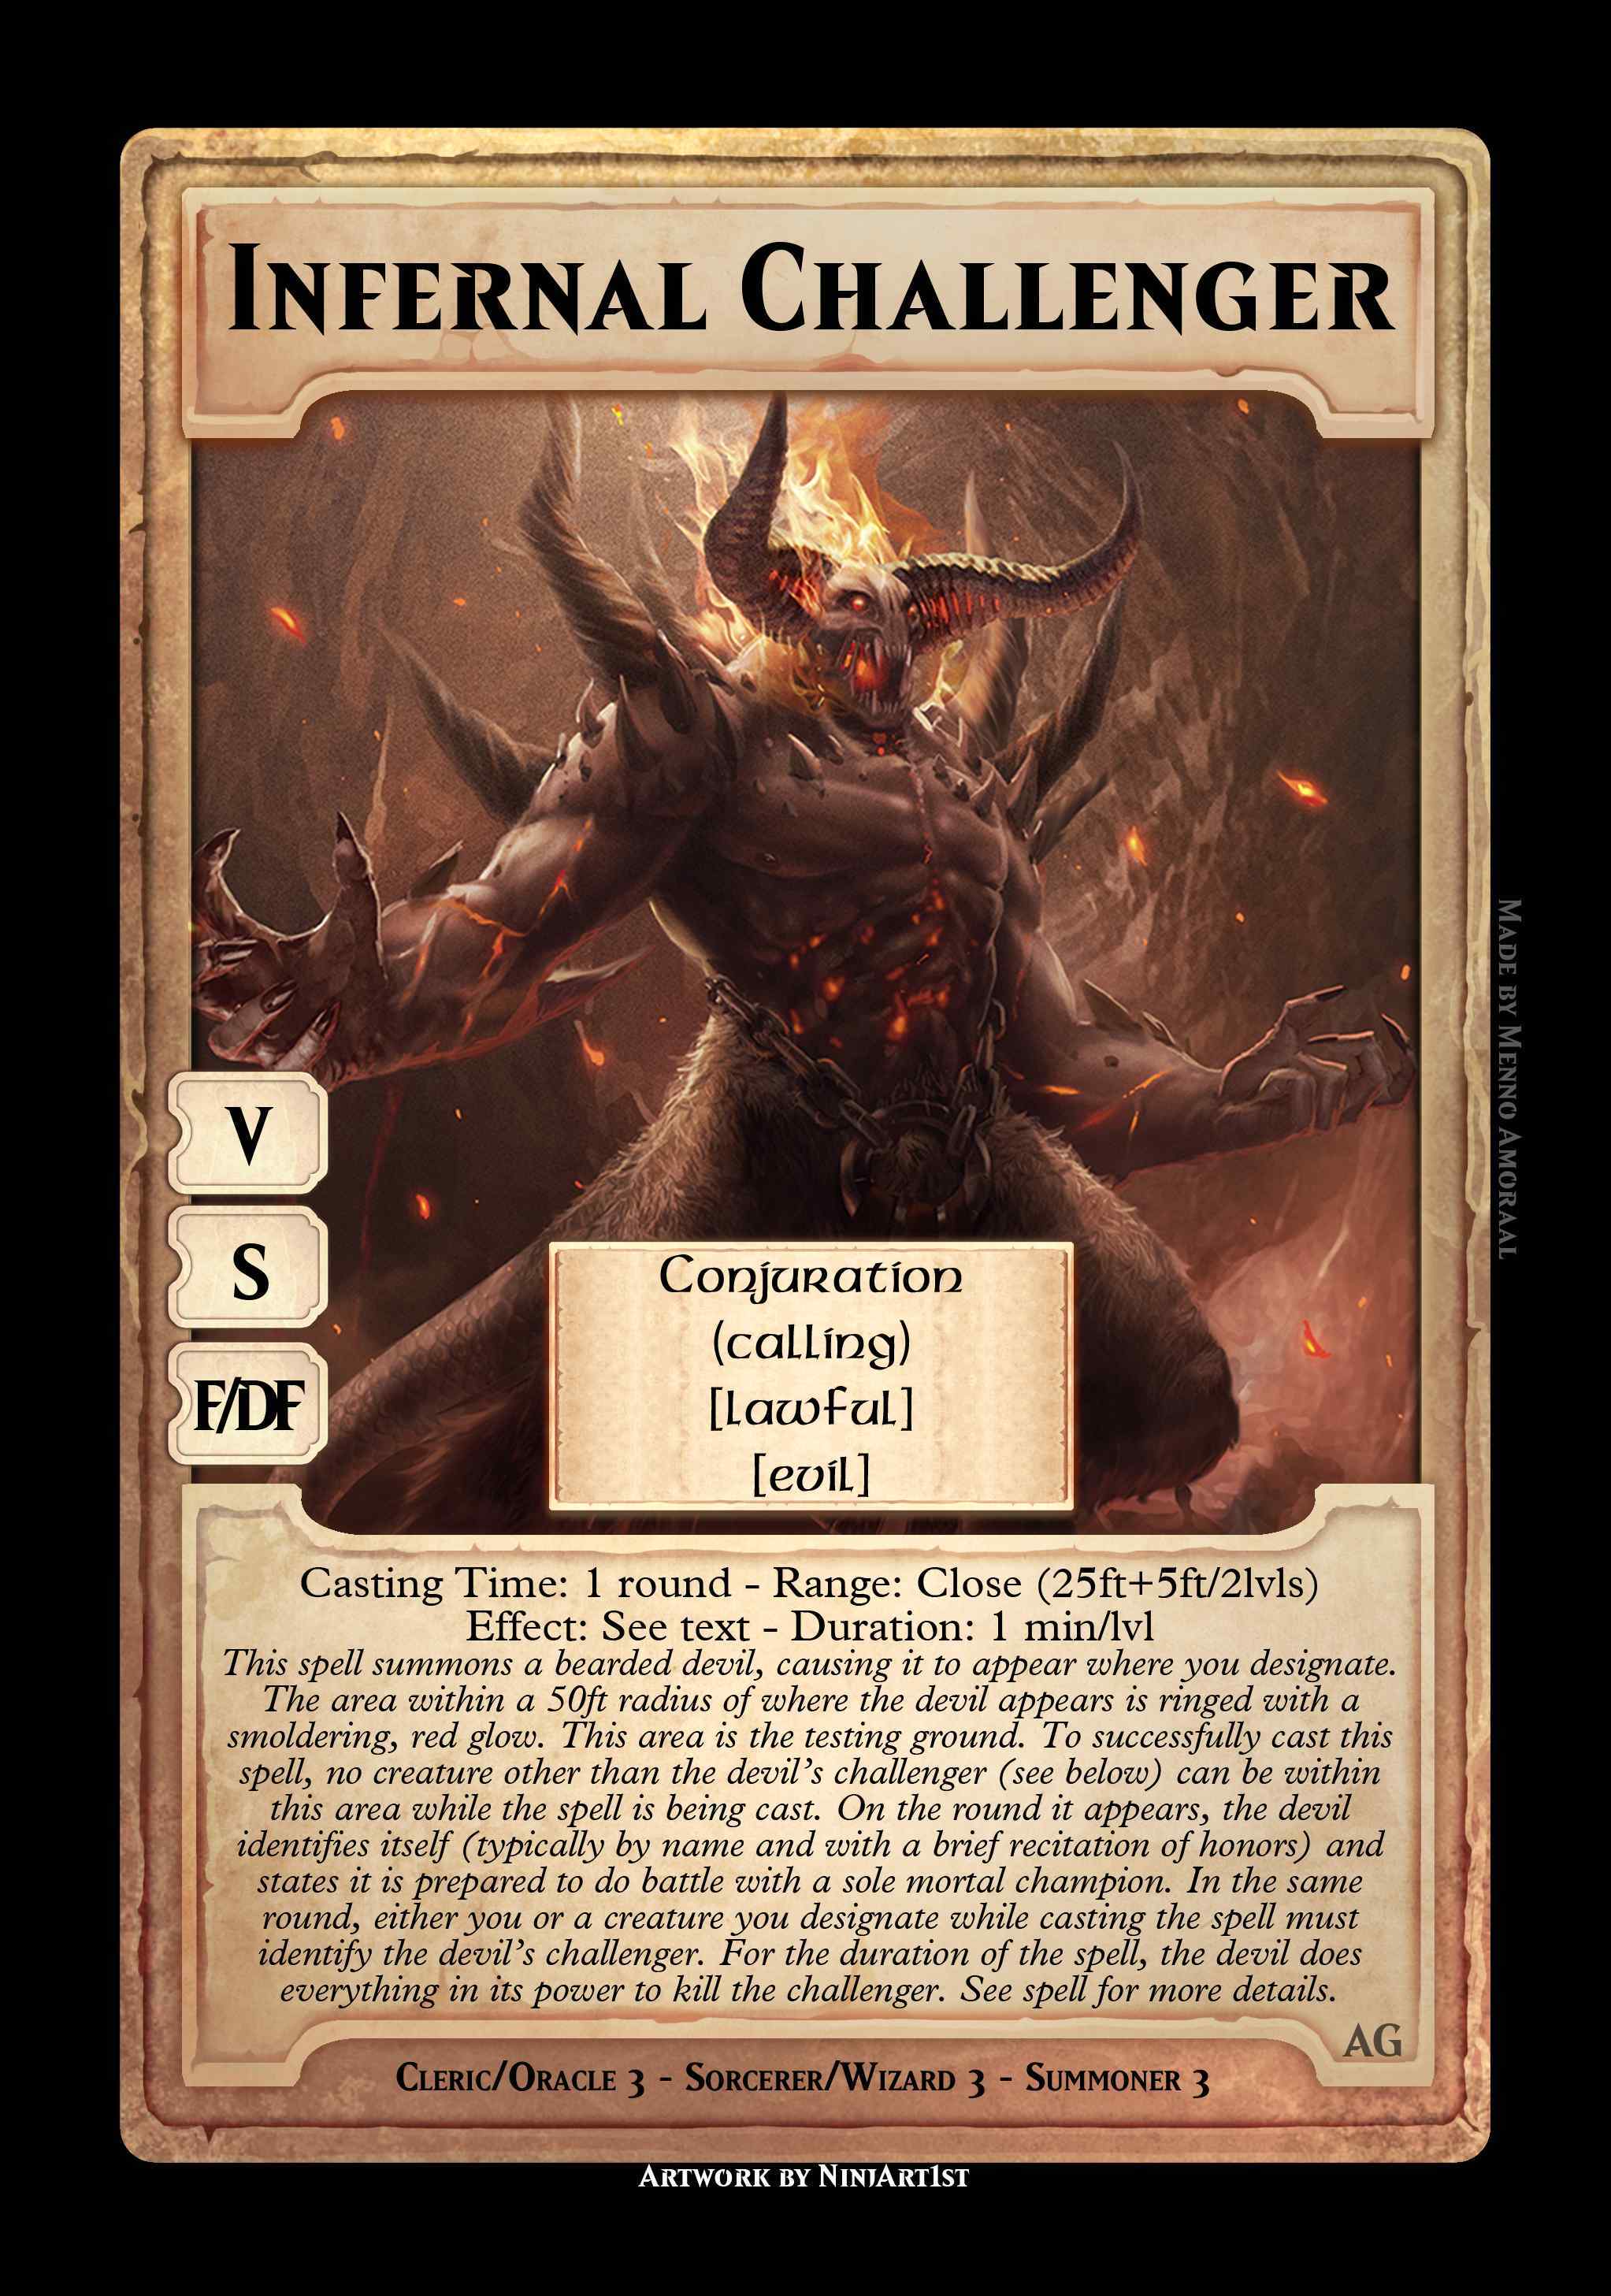 Infernal Challenger
V
S
F/DF
Conjuration
(calling)
[lawful]
[evil]
Casting Time: 1 round - Range: Close (25ft+5ft/2lvls)
Effect: See text - Duration: 1 min/lvl
This spell summons a bearded devil, causing it to appear where you designate.
The area within a 50ft radius of where the devil appears is ringed with a
smoldering, red glow. This area is the testing ground. To successfully cast this
spell, no creature other than the devil's challenger (see below) can be within
this area while the spell is being cast. On the round it appears, the devil
identifies itself (typically by name and with a brief recitation of honors) and
states it is prepared to do battle with a sole mortal champion. In the same
round, either you or a creature you designate while casting the spell must
identify the devil's challenger. For the duration of the spell, the devil does
everything in its power to kill the challenger. See spell for more details.
AG
Cleric/Oracle 3 - Sorcerer/Wizard 3 - Summoner 3
Artwork by NinjArt1st
Made by Menno Amoraal